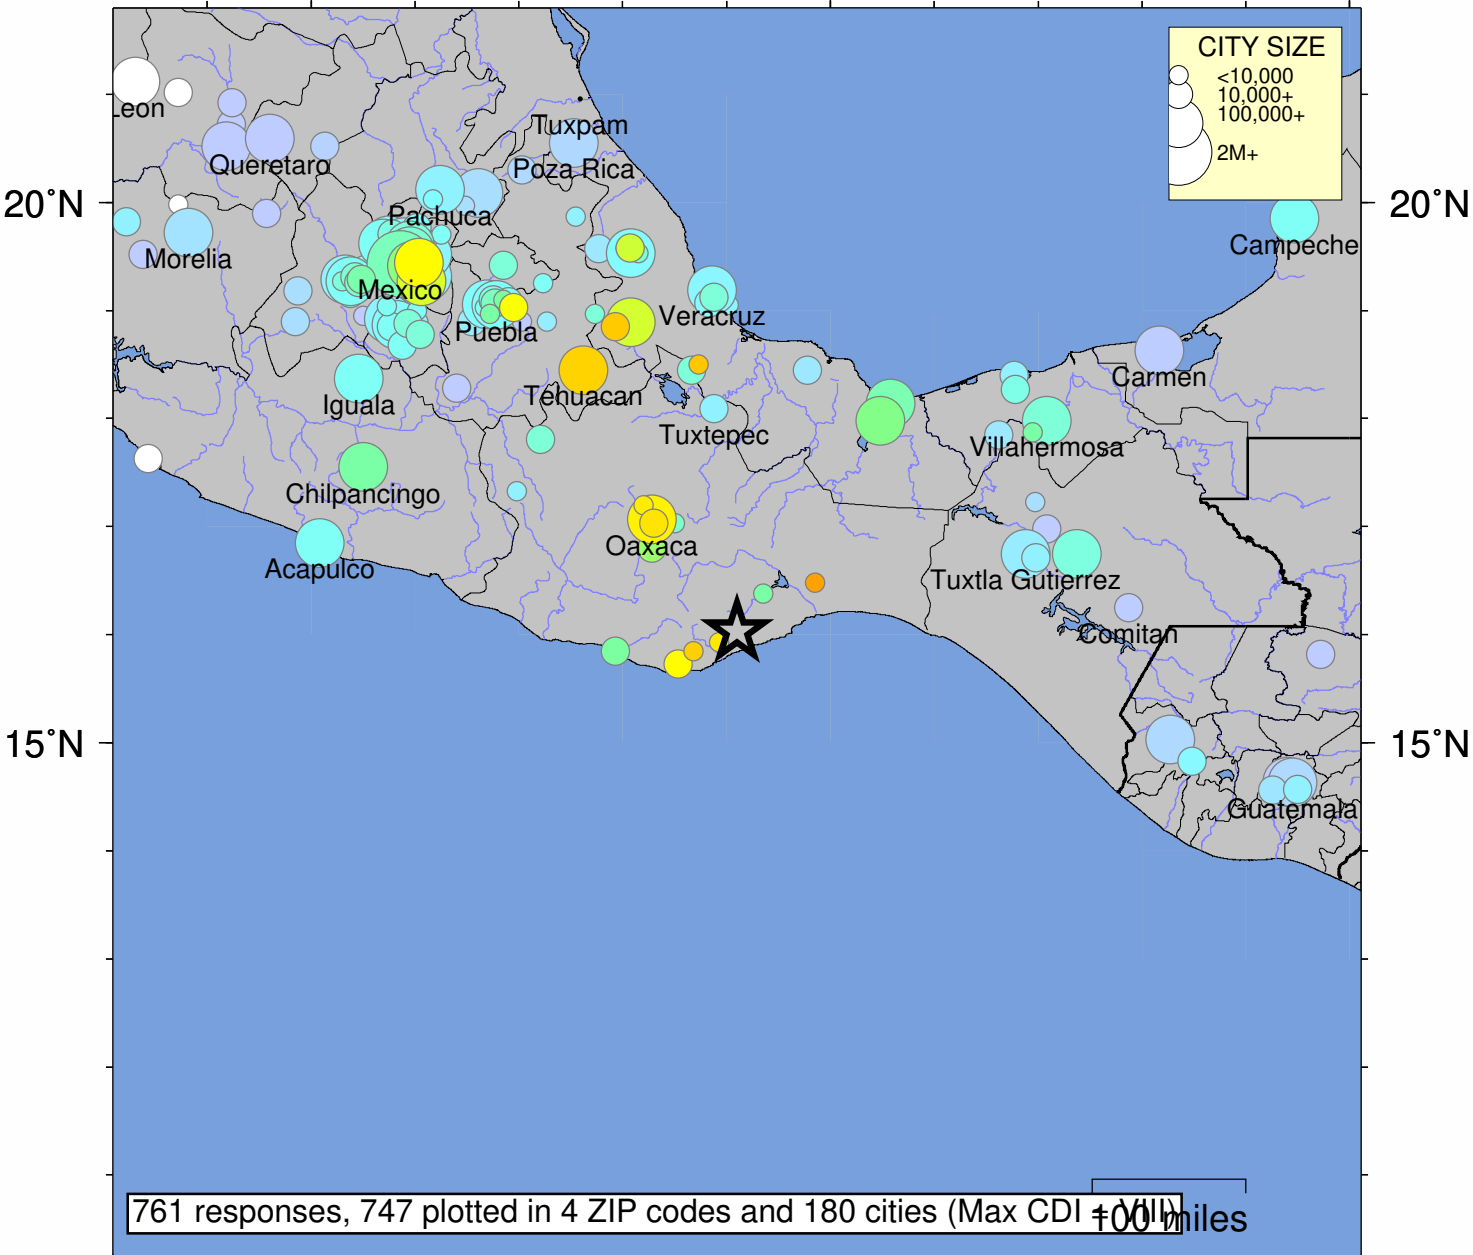 CITY SIZE
<10,000
10,000+
100,000+
2M+
Leon
Tuxpam
Queretaro
Poza Rica
20˚N
20˚N
Pachuca
Campeche
Morelia
Mexico
Veracruz
Puebla
Carmen
Iguala
Tehuacan
Tuxtepec
Villahermosa
Chilpancingo
Oaxaca
Acapulco
Tuxtla Gutierrez
Comitan
15˚N
15˚N
Guatemala
761 responses, 747 plotted in 4 ZIP codes and 180 cities (Max CDI = VIII)
100 miles